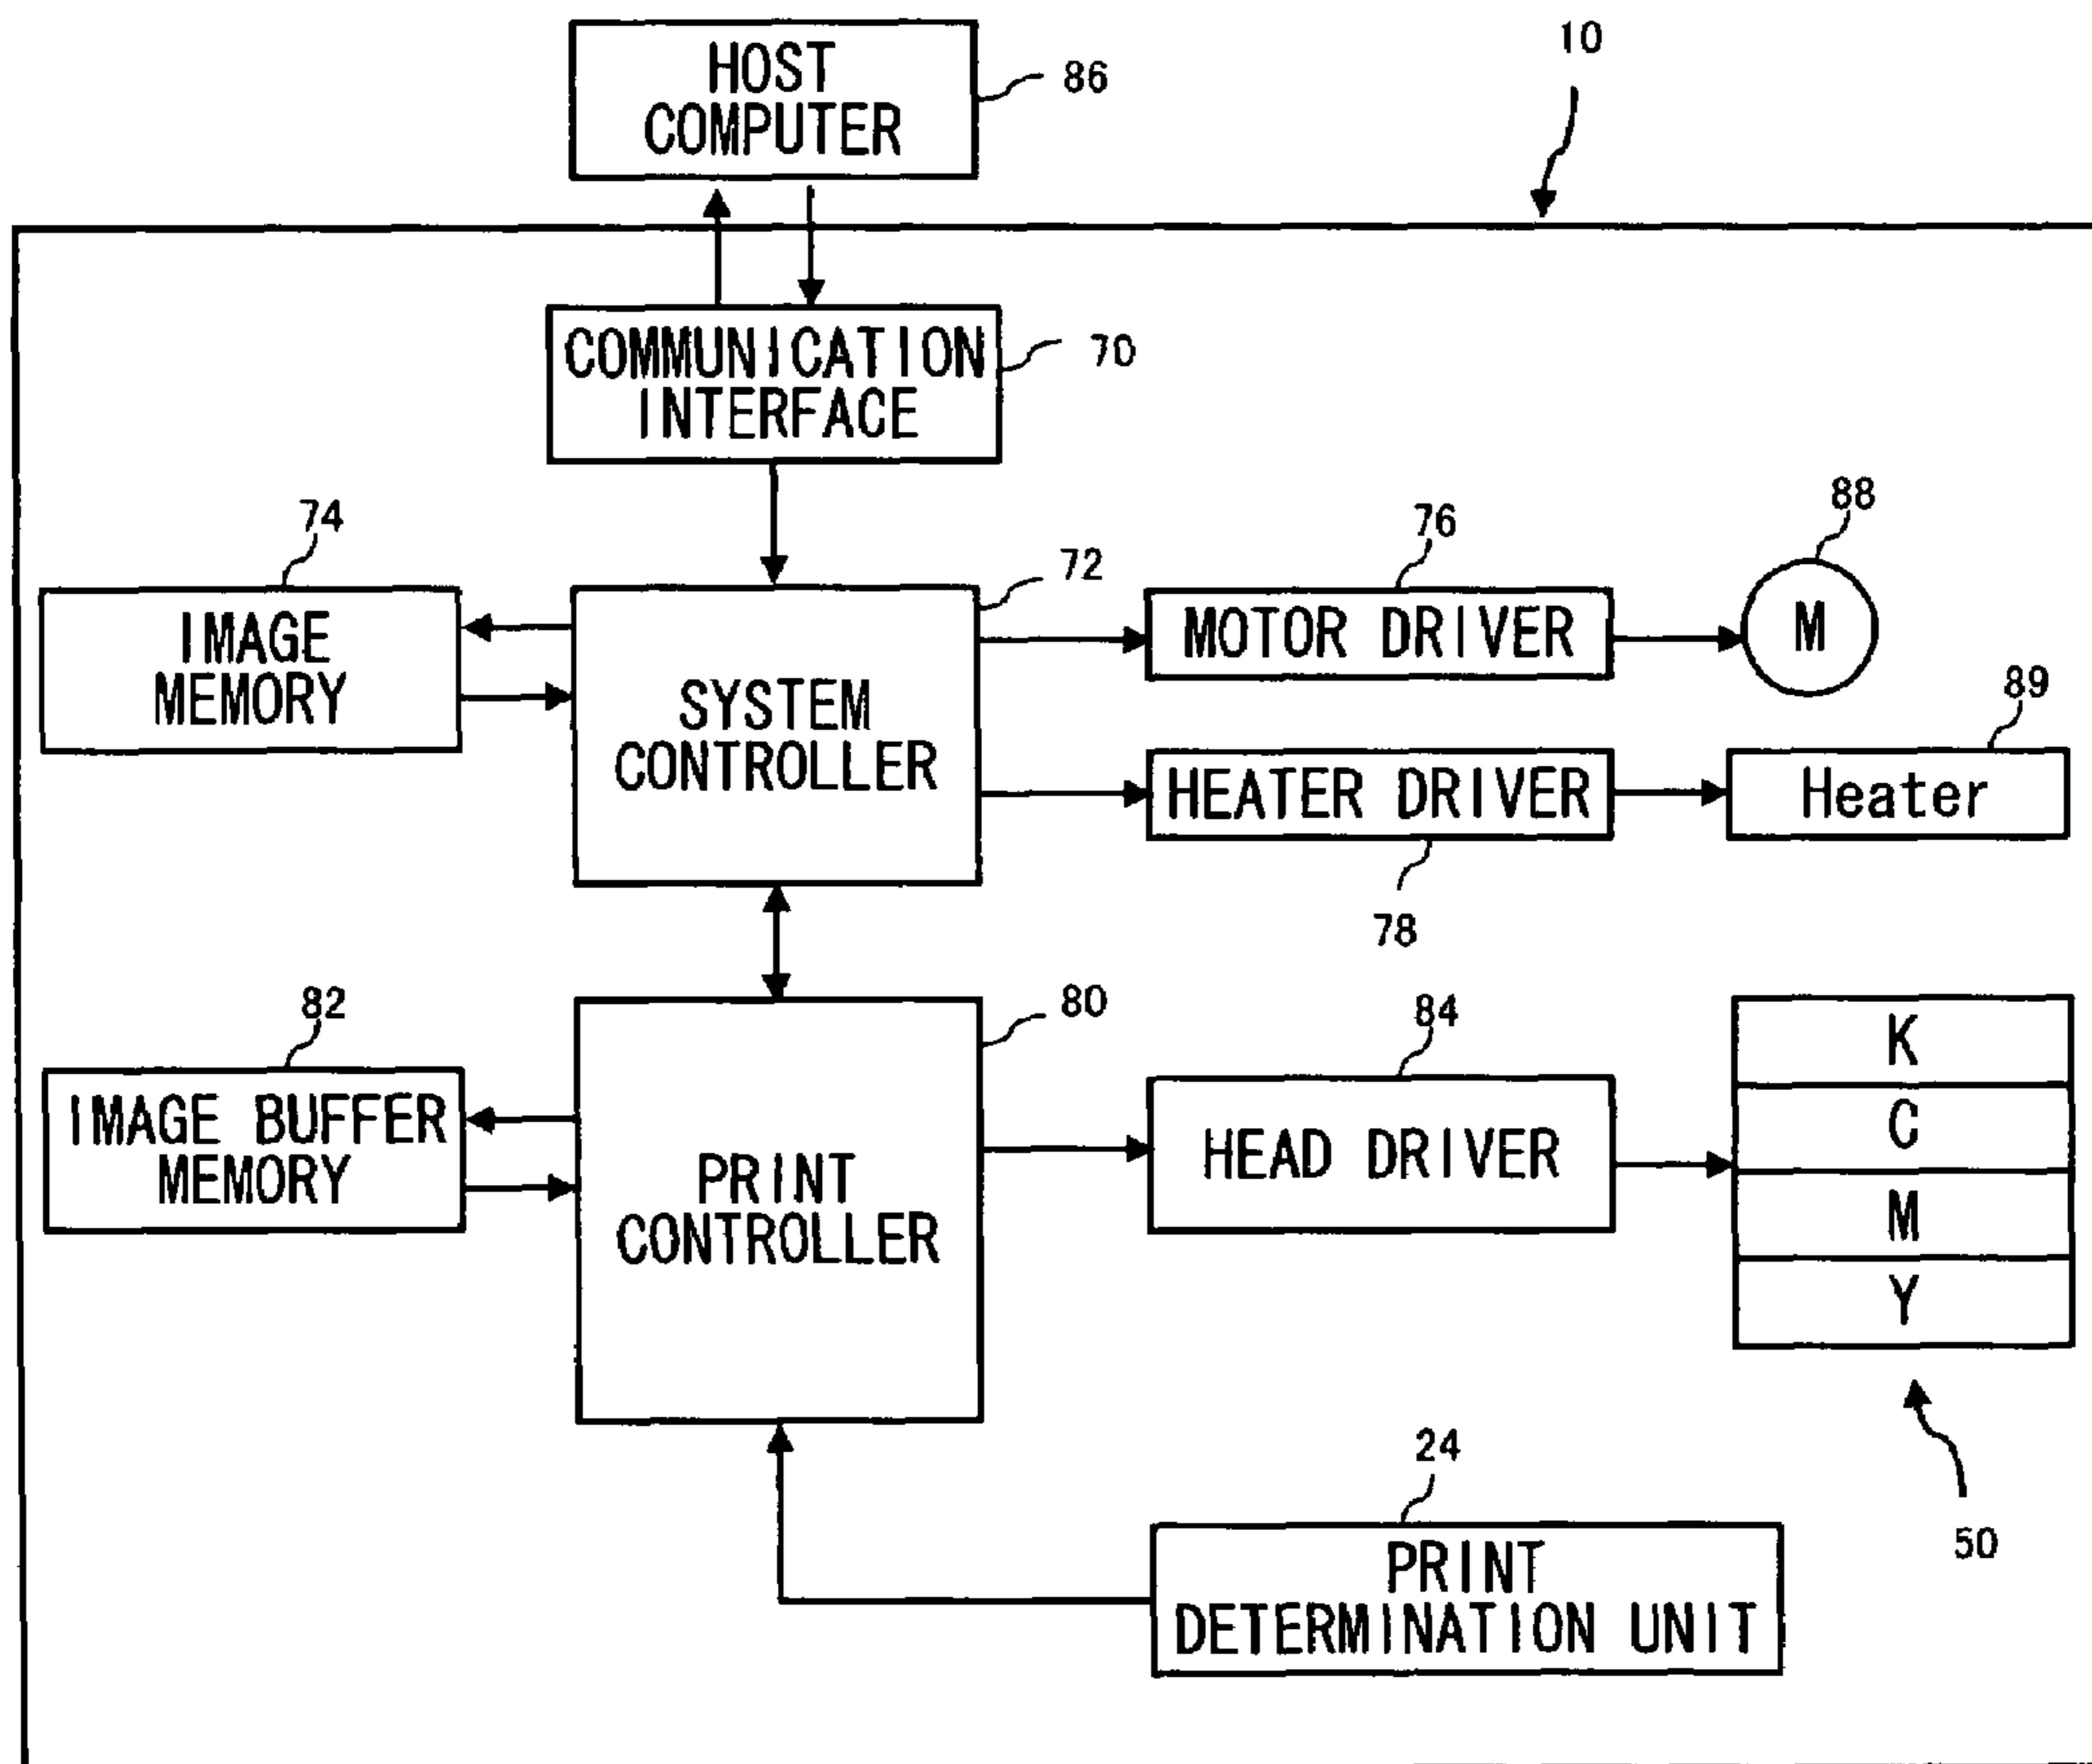 HOST
COMPUTER
86
10
COMMUNICATION
INTERFACE
70
74
IMAGE
MEMORY
72
SYSTEM
CONTROLLER
76
MOTOR DRIVER
88
M
HEATER DRIVER
78
89
Heater
82
IMAGE BUFFER
MEMORY
80
PRINT
CONTROLLER
84
HEAD DRIVER
K
C
M
Y
50
24
PRINT
DETERMINATION UNIT